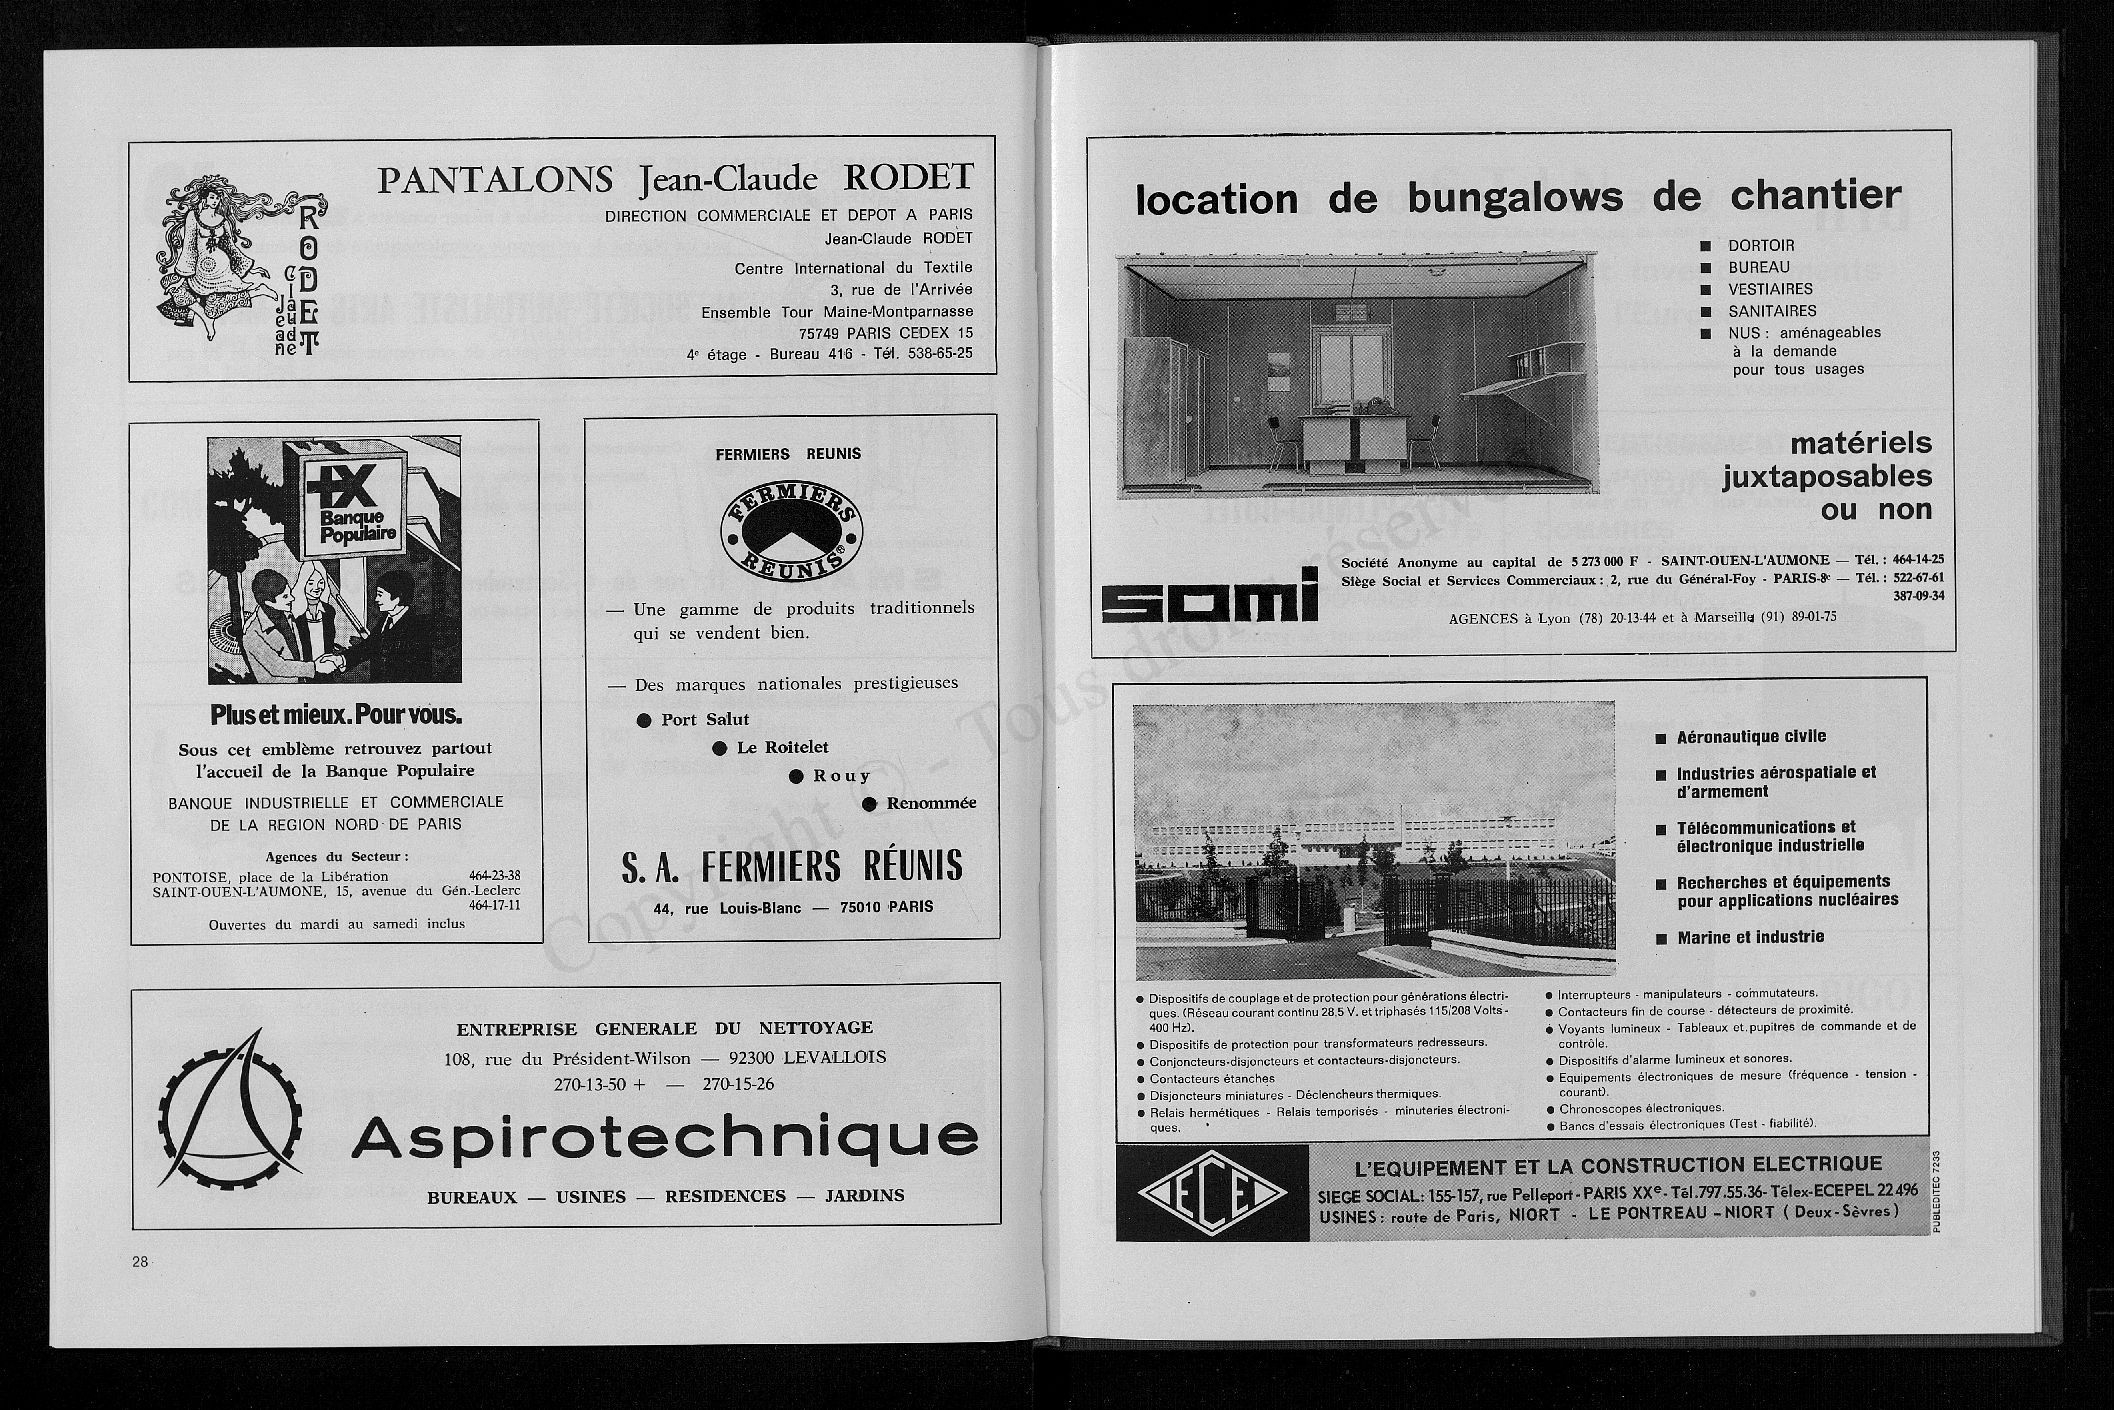 PANTALONS Jean-Claude RODET
DIRECTION COMMERCIALE ET DEPOT A PARIS
Jean-Claude RODET
Centre International du Textile
3, rue de l'Arrivée
Ensemble Tour Maine-Montparnasse
75749 PARIS CEDEX 15
4e étage - Bureau 416 - Tél. 538-65-25
RODET
Jean Claude
+X
Banque
Populaire
Plus et mieux. Pour vous.
Sous cet emblème retrouvez partout
l'accueil de la Banque Populaire
BANQUE INDUSTRIELLE ET COMMERCIALE
DE LA REGION NORD DE PARIS
Agences du Secteur :
PONTOISE, place de la Libération 464-23-38
SAINT-OUEN-L'AUMONE, 15, avenue du Gén.-Leclerc
464-17-11
Ouvertes du mardi au samedi inclus
FERMIERS REUNIS
FERMIERS
REUNIS ®
— Une gamme de produits traditionnels
qui se vendent bien.
— Des marques nationales prestigieuses
● Port Salut
● Le Roitelet
● Rouy
● Renommée
S. A. FERMIERS RÉUNIS
44, rue Louis-Blanc — 75010 PARIS
ENTREPRISE GENERALE DU NETTOYAGE
108, rue du Président-Wilson — 92300 LEVALLOIS
270-13-50 + — 270-15-26
Aspirotechnique
BUREAUX — USINES — RESIDENCES — JARDINS
28
location de bungalows de chantier
■ DORTOIR
■ BUREAU
■ VESTIAIRES
■ SANITAIRES
■ NUS : aménageables
à la demande
pour tous usages
matériels
juxtaposables
ou non
somi
Société Anonyme au capital de 5 273 000 F - SAINT-OUEN-L'AUMONE — Tél. : 464-14-25
Siège Social et Services Commerciaux : 2, rue du Général-Foy - PARIS-8e — Tél. : 522-67-61
387-09-34
AGENCES à Lyon (78) 20-13-44 et à Marseille (91) 89-01-75
■ Aéronautique civile
■ Industries aérospatiale et
d'armement
■ Télécommunications et
électronique industrielle
■ Recherches et équipements
pour applications nucléaires
■ Marine et industrie
● Dispositifs de couplage et de protection pour générations électri-
ques. (Réseau courant continu 28,5 V. et triphasés 115/208 Volts -
400 Hz).
● Dispositifs de protection pour transformateurs redresseurs.
● Conjoncteurs-disjoncteurs et contacteurs-disjoncteurs.
● Contacteurs étanches
● Disjoncteurs miniatures - Déclencheurs thermiques.
● Relais hermétiques - Relais temporisés - minuteries électroni-
ques.
● Interrupteurs - manipulateurs - commutateurs.
● Contacteurs fin de course - détecteurs de proximité.
● Voyants lumineux - Tableaux et pupitres de commande et de
contrôle.
● Dispositifs d'alarme lumineux et sonores.
● Equipements électroniques de mesure (fréquence - tension -
courant).
● Chronoscopes électroniques.
● Bancs d'essais électroniques (Test - fiabilité).
ECE
L'EQUIPEMENT ET LA CONSTRUCTION ELECTRIQUE
SIEGE SOCIAL: 155-157, rue Pelleport - PARIS XXe - Tél. 797.55.36 - Télex-ECEPEL 22 496
USINES : route de Paris, NIORT - LE PONTREAU - NIORT ( Deux-Sèvres )
PUBLEDITEC 7233
Copyright © - Tous droits réserv